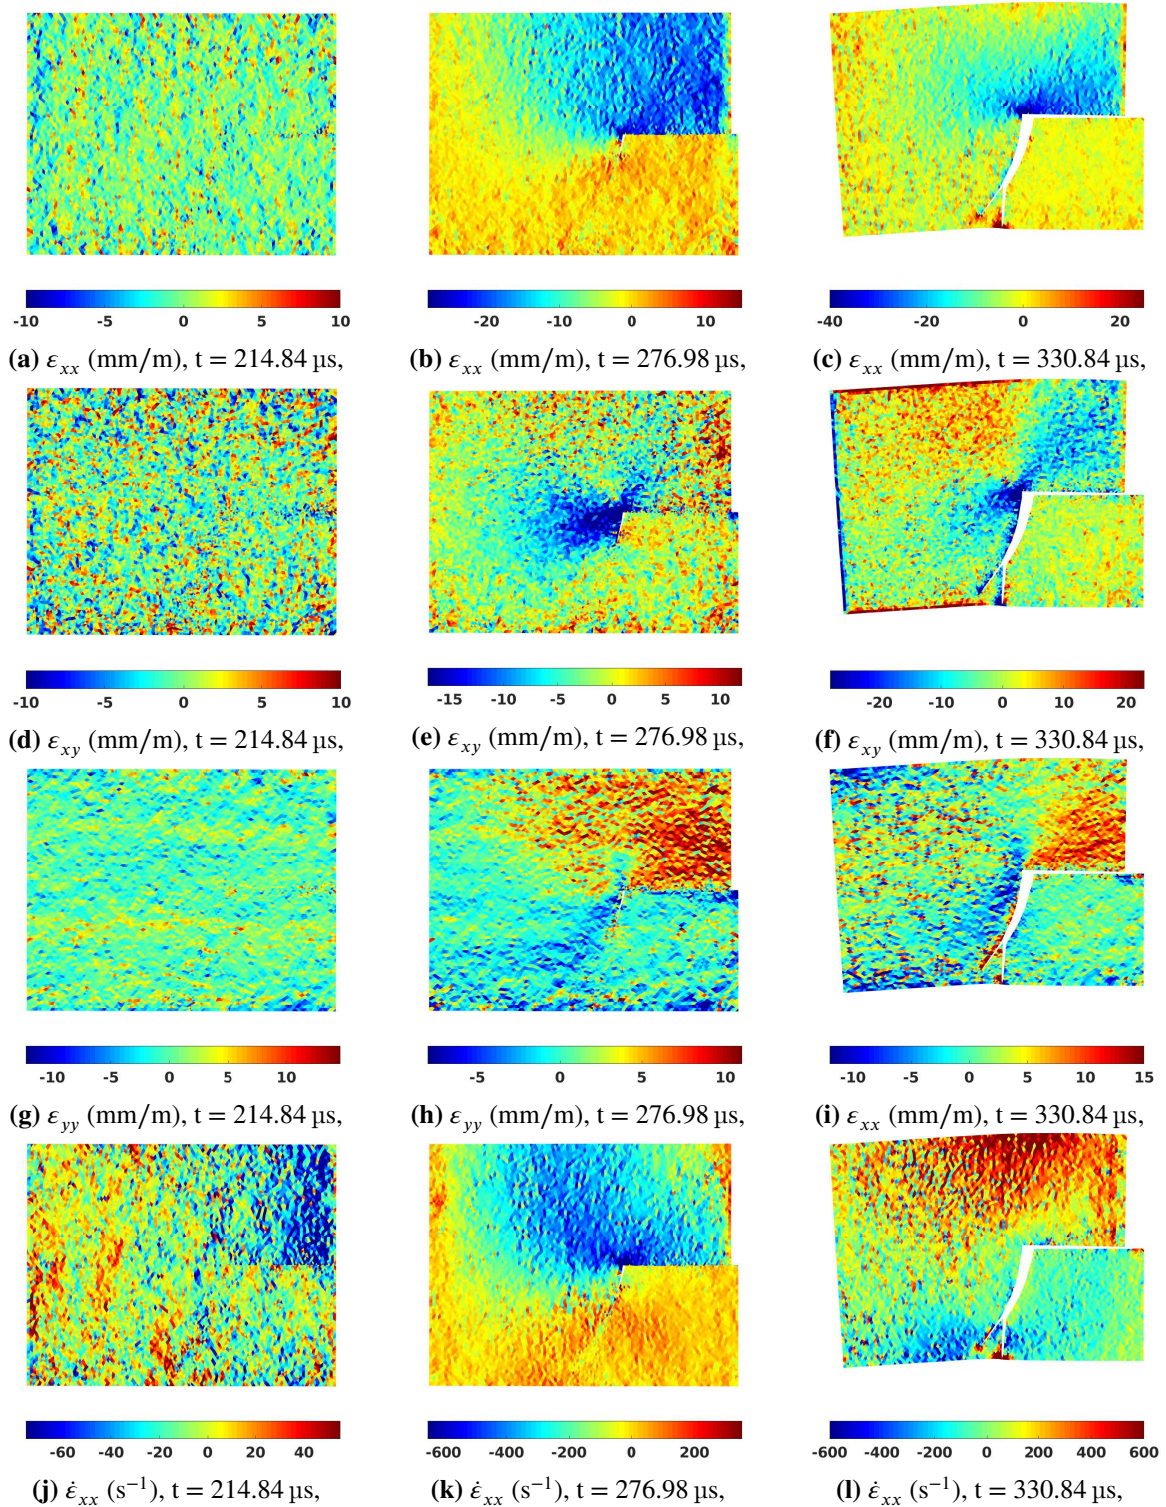 -10 -5 0 5 10
-20 -10 0 10
-40 -20 0 20
(a) εxx (mm/m), t = 214.84 µs,
(b) εxx (mm/m), t = 276.98 µs,
(c) εxx (mm/m), t = 330.84 µs,
-10 -5 0 5 10
-15 -10 -5 0 5 10
-20 -10 0 10 20
(d) εxy (mm/m), t = 214.84 µs,
(e) εxy (mm/m), t = 276.98 µs,
(f) εxy (mm/m), t = 330.84 µs,
-10 -5 0 5 10
-5 0 5 10
-10 -5 0 5 10 15
(g) εyy (mm/m), t = 214.84 µs,
(h) εyy (mm/m), t = 276.98 µs,
(i) εxx (mm/m), t = 330.84 µs,
-60 -40 -20 0 20 40
-600 -400 -200 0 200
-600 -400 -200 0 200 400 600
(j) ε̇xx (s⁻¹), t = 214.84 µs,
(k) ε̇xx (s⁻¹), t = 276.98 µs,
(l) ε̇xx (s⁻¹), t = 330.84 µs,